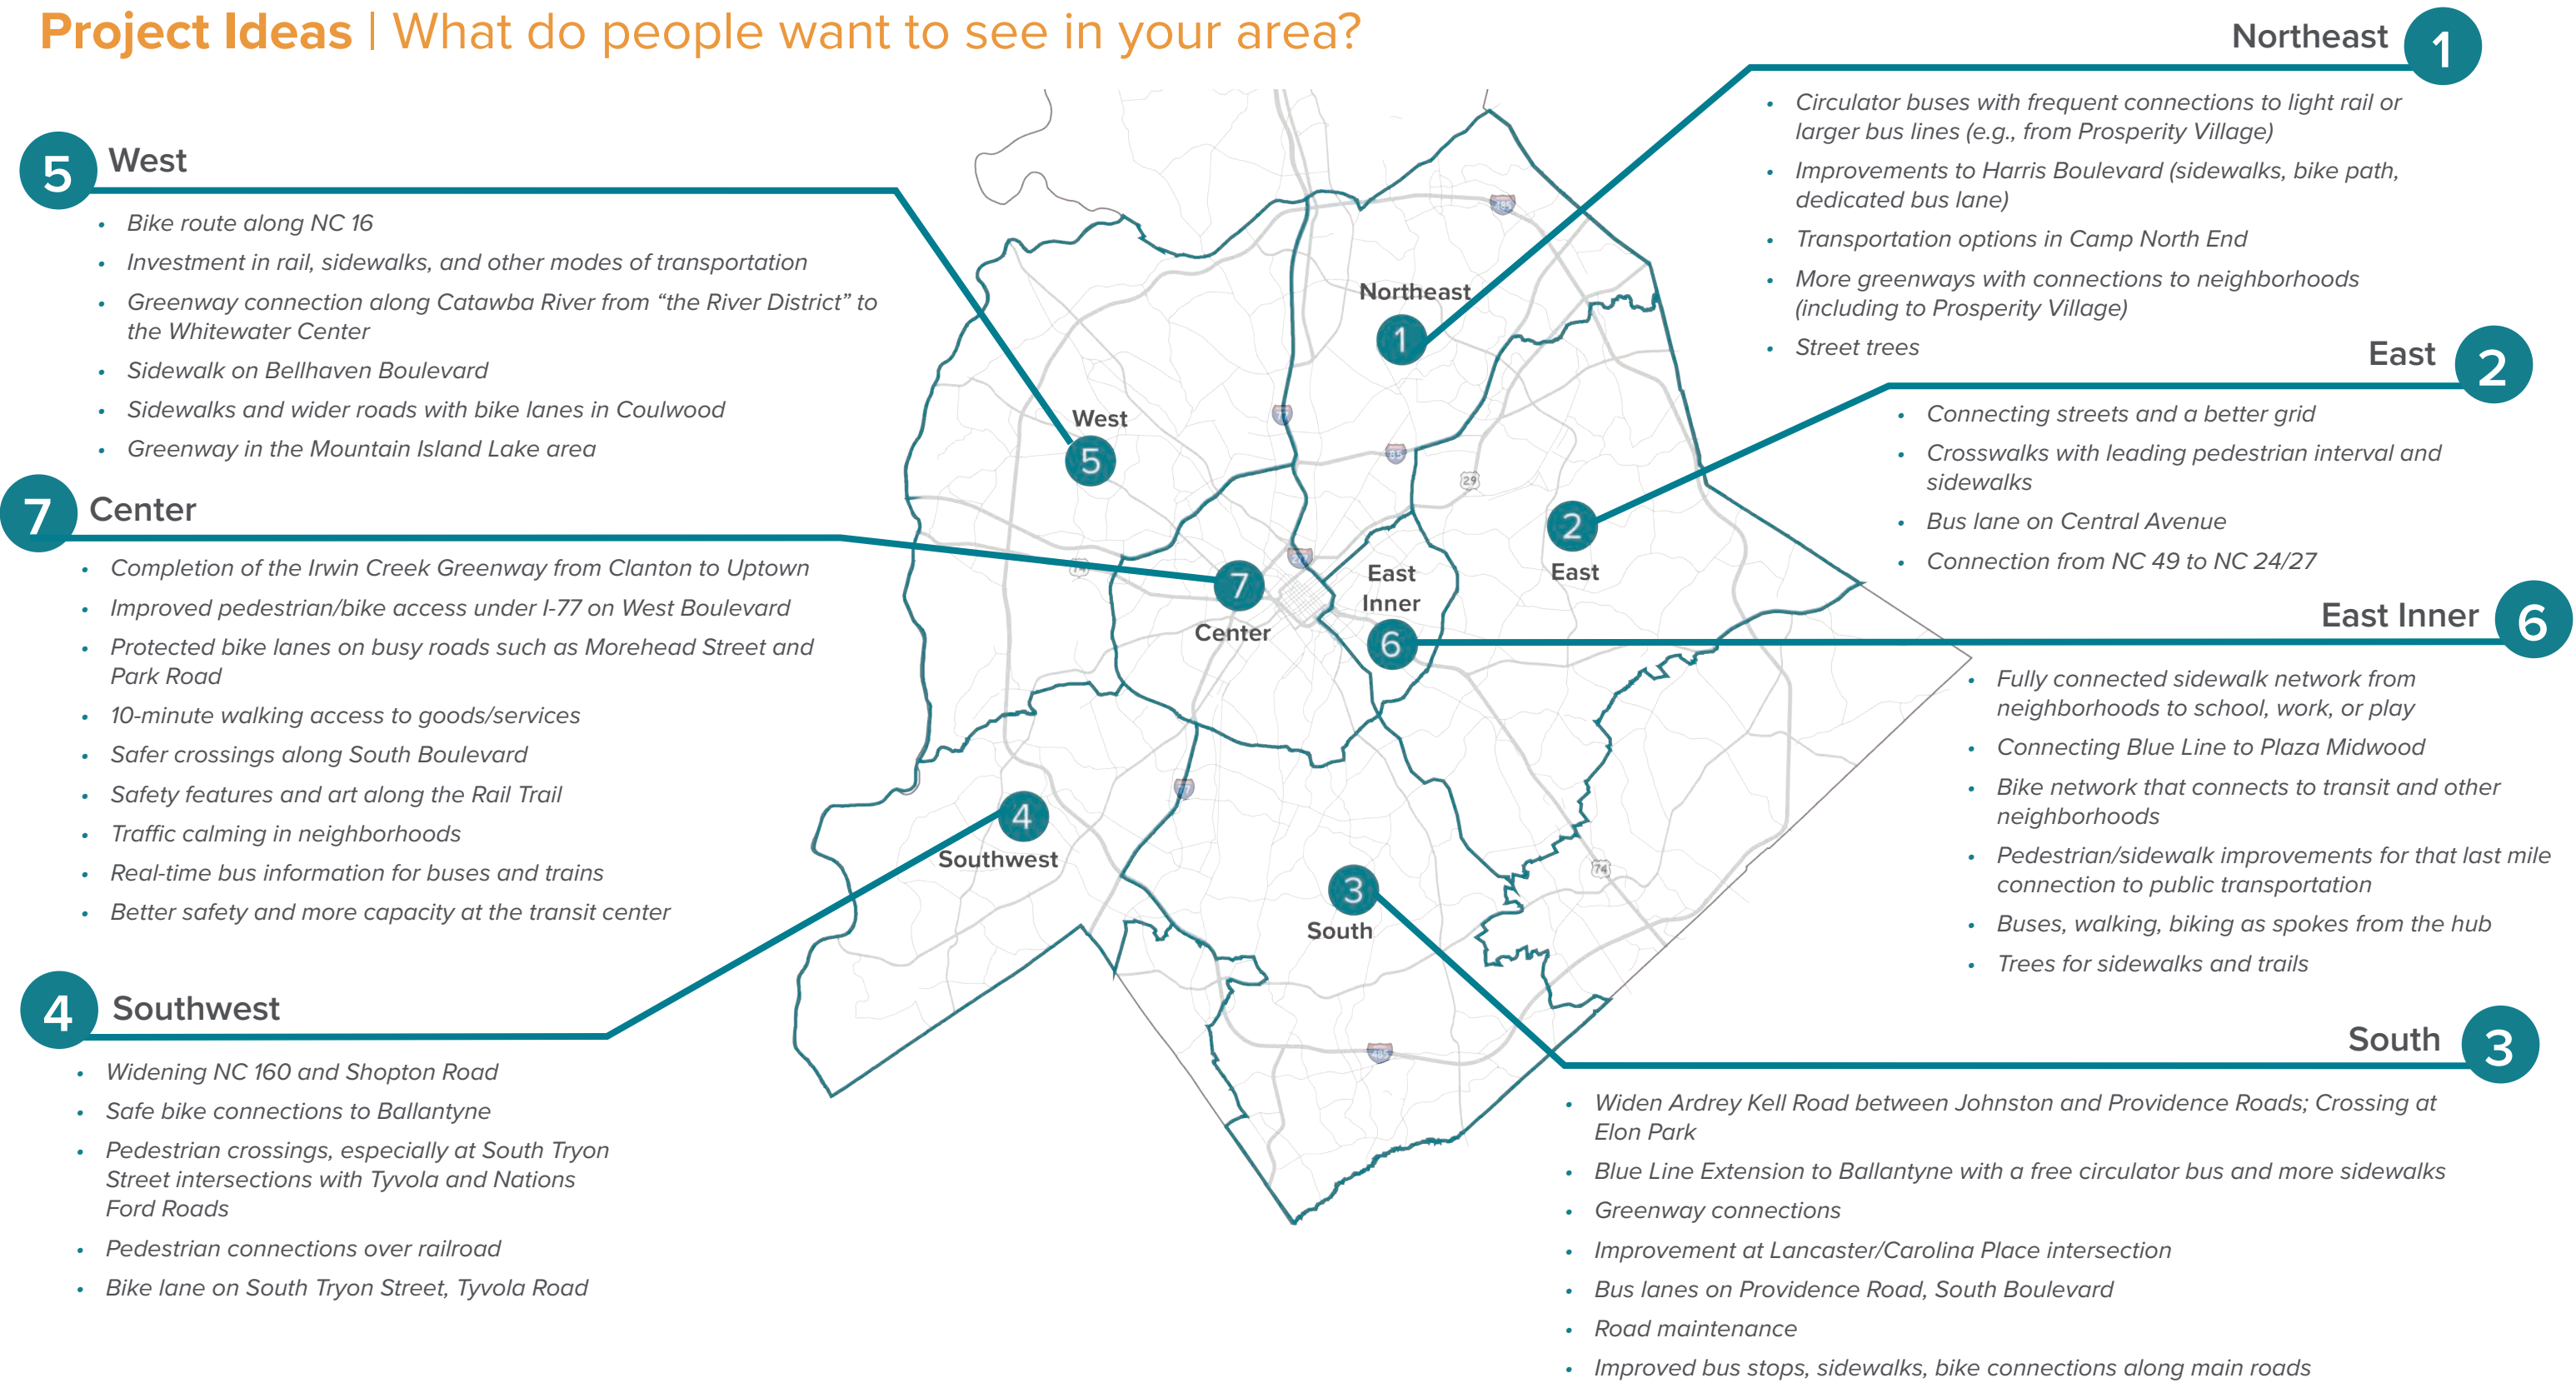 Project Ideas | What do people want to see in your area?
Northeast 1
• Circulator buses with frequent connections to light rail or
larger bus lines (e.g., from Prosperity Village)
• Improvements to Harris Boulevard (sidewalks, bike path,
dedicated bus lane)
• Transportation options in Camp North End
• More greenways with connections to neighborhoods
(including to Prosperity Village)
• Street trees
East 2
• Connecting streets and a better grid
• Crosswalks with leading pedestrian interval and
sidewalks
• Bus lane on Central Avenue
• Connection from NC 49 to NC 24/27
East Inner 6
• Fully connected sidewalk network from
neighborhoods to school, work, or play
• Connecting Blue Line to Plaza Midwood
• Bike network that connects to transit and other
neighborhoods
• Pedestrian/sidewalk improvements for that last mile
connection to public transportation
• Buses, walking, biking as spokes from the hub
• Trees for sidewalks and trails
South 3
• Widen Ardrey Kell Road between Johnston and Providence Roads; Crossing at
Elon Park
• Blue Line Extension to Ballantyne with a free circulator bus and more sidewalks
• Greenway connections
• Improvement at Lancaster/Carolina Place intersection
• Bus lanes on Providence Road, South Boulevard
• Road maintenance
• Improved bus stops, sidewalks, bike connections along main roads
5 West
• Bike route along NC 16
• Investment in rail, sidewalks, and other modes of transportation
• Greenway connection along Catawba River from “the River District” to
the Whitewater Center
• Sidewalk on Bellhaven Boulevard
• Sidewalks and wider roads with bike lanes in Coulwood
• Greenway in the Mountain Island Lake area
7 Center
• Completion of the Irwin Creek Greenway from Clanton to Uptown
• Improved pedestrian/bike access under I-77 on West Boulevard
• Protected bike lanes on busy roads such as Morehead Street and
Park Road
• 10-minute walking access to goods/services
• Safer crossings along South Boulevard
• Safety features and art along the Rail Trail
• Traffic calming in neighborhoods
• Real-time bus information for buses and trains
• Better safety and more capacity at the transit center
4 Southwest
• Widening NC 160 and Shopton Road
• Safe bike connections to Ballantyne
• Pedestrian crossings, especially at South Tryon
Street intersections with Tyvola and Nations
Ford Roads
• Pedestrian connections over railroad
• Bike lane on South Tryon Street, Tyvola Road
485
Northeast
1
77
West
5
85
29
2
East
74
277
7
Center
East
Inner
6
77
4
Southwest
74
3
South
485